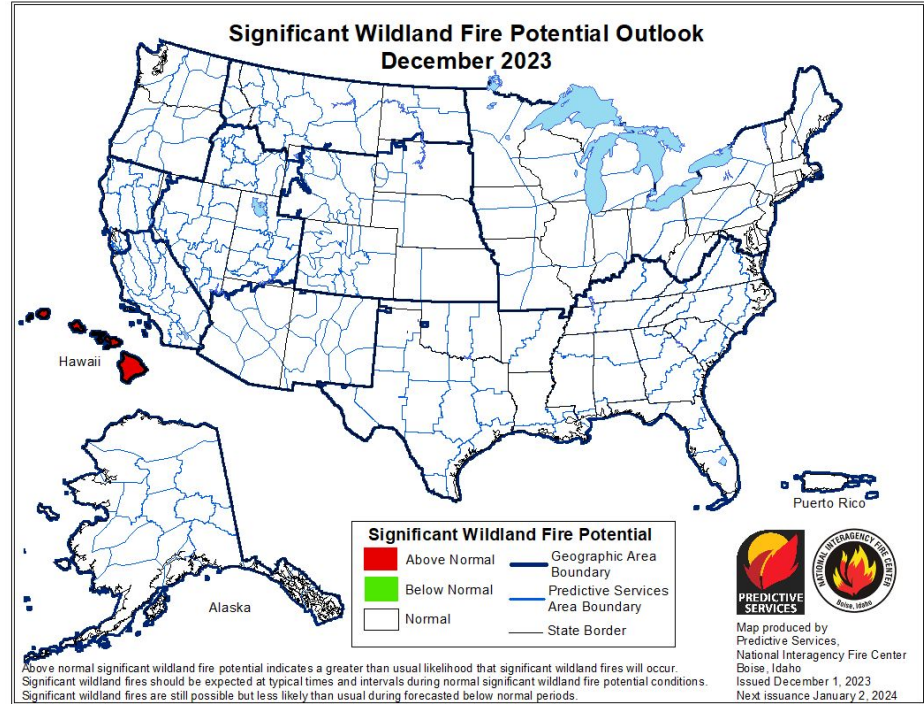 Significant Wildland Fire Potential Outlook
December 2023
Hawaii
Alaska
Puerto Rico
Significant Wildland Fire Potential
Above Normal
Below Normal
Normal
Geographic Area
Boundary
Predictive Services
Area Boundary
State Border
PREDICTIVE
SERVICES
NATIONAL INTERAGENCY FIRE CENTER
Boise, Idaho
Map produced by
Predictive Services,
National Interagency Fire Center
Boise, Idaho
Issued December 1, 2023
Next issuance January 2, 2024
Above normal significant wildland fire potential indicates a greater than usual likelihood that significant wildland fires will occur.
Significant wildland fires should be expected at typical times and intervals during normal significant wildland fire potential conditions.
Significant wildland fires are still possible but less likely than usual during forecasted below normal periods.